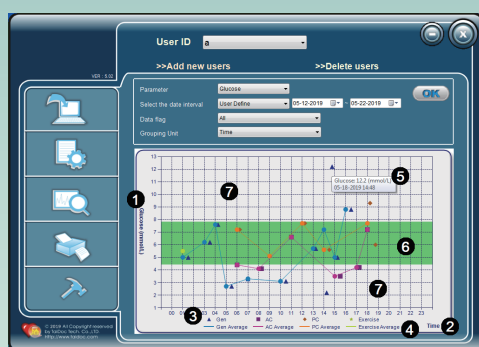 User ID a
>>Add new users >>Delete users
VER : 5.02
Parameter Glucose
Select the date interval User Define 05-12-2019 ~ 05-22-2019
OK
Data flag All
Grouping Unit Time
13
12
11
10
9
8
7
6
5
4
3
2
1
Glucose (mmol/L)
Glucose: 12.2 (mmol/L)
05-18-2019 14:48
1
5
7
6
7
00 01 02 03 04 05 06 07 08 09 10 11 12 13 14 15 16 17 18 19 20 21 22 23
3 Gen AC PC Exercise
Gen Average AC Average PC Average Exercise Average 4
Time 2
© 2019 All Copyright reserved
by TaiDoc Tech. Co.,LTD.
http://www.taidoc.com